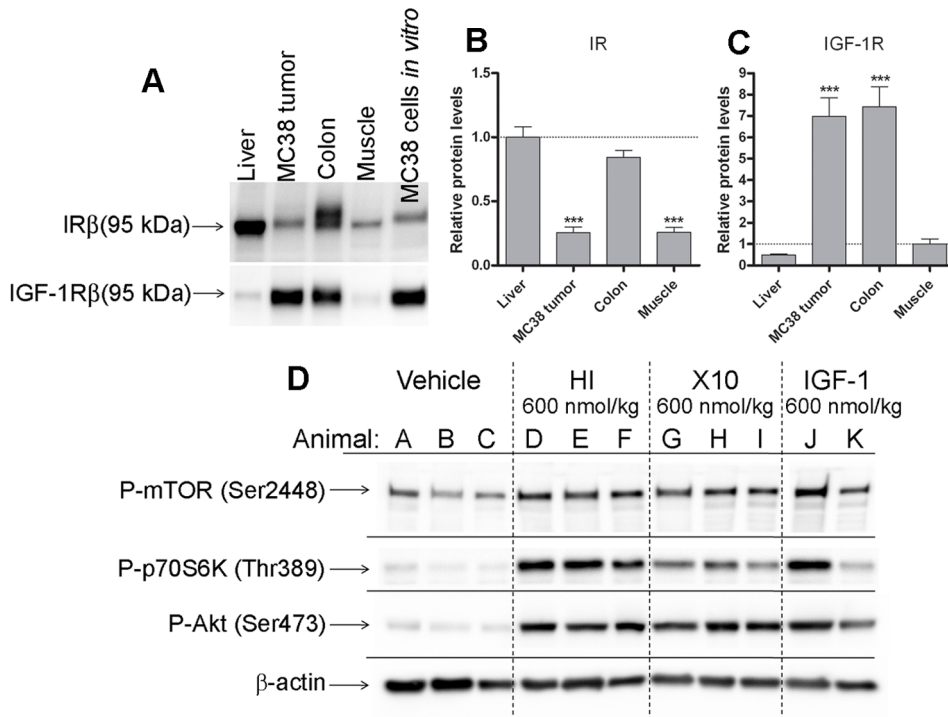 A
Liver
MC38 tumor
Colon
Muscle
MC38 cells in vitro
IRβ(95 kDa)
IGF-1Rβ(95 kDa)
B
IR
Relative protein levels
1.5
1.0
0.5
0.0
***
***
Liver
MC38 tumor
Colon
Muscle
C
IGF-1R
Relative protein levels
9
8
7
6
5
4
3
2
1
0
***
***
Liver
MC38 tumor
Colon
Muscle
D
Vehicle HI X10 IGF-1
600 nmol/kg 600 nmol/kg 600 nmol/kg
Animal: A B C D E F G H I J K
P-mTOR (Ser2448)
P-p70S6K (Thr389)
P-Akt (Ser473)
β-actin